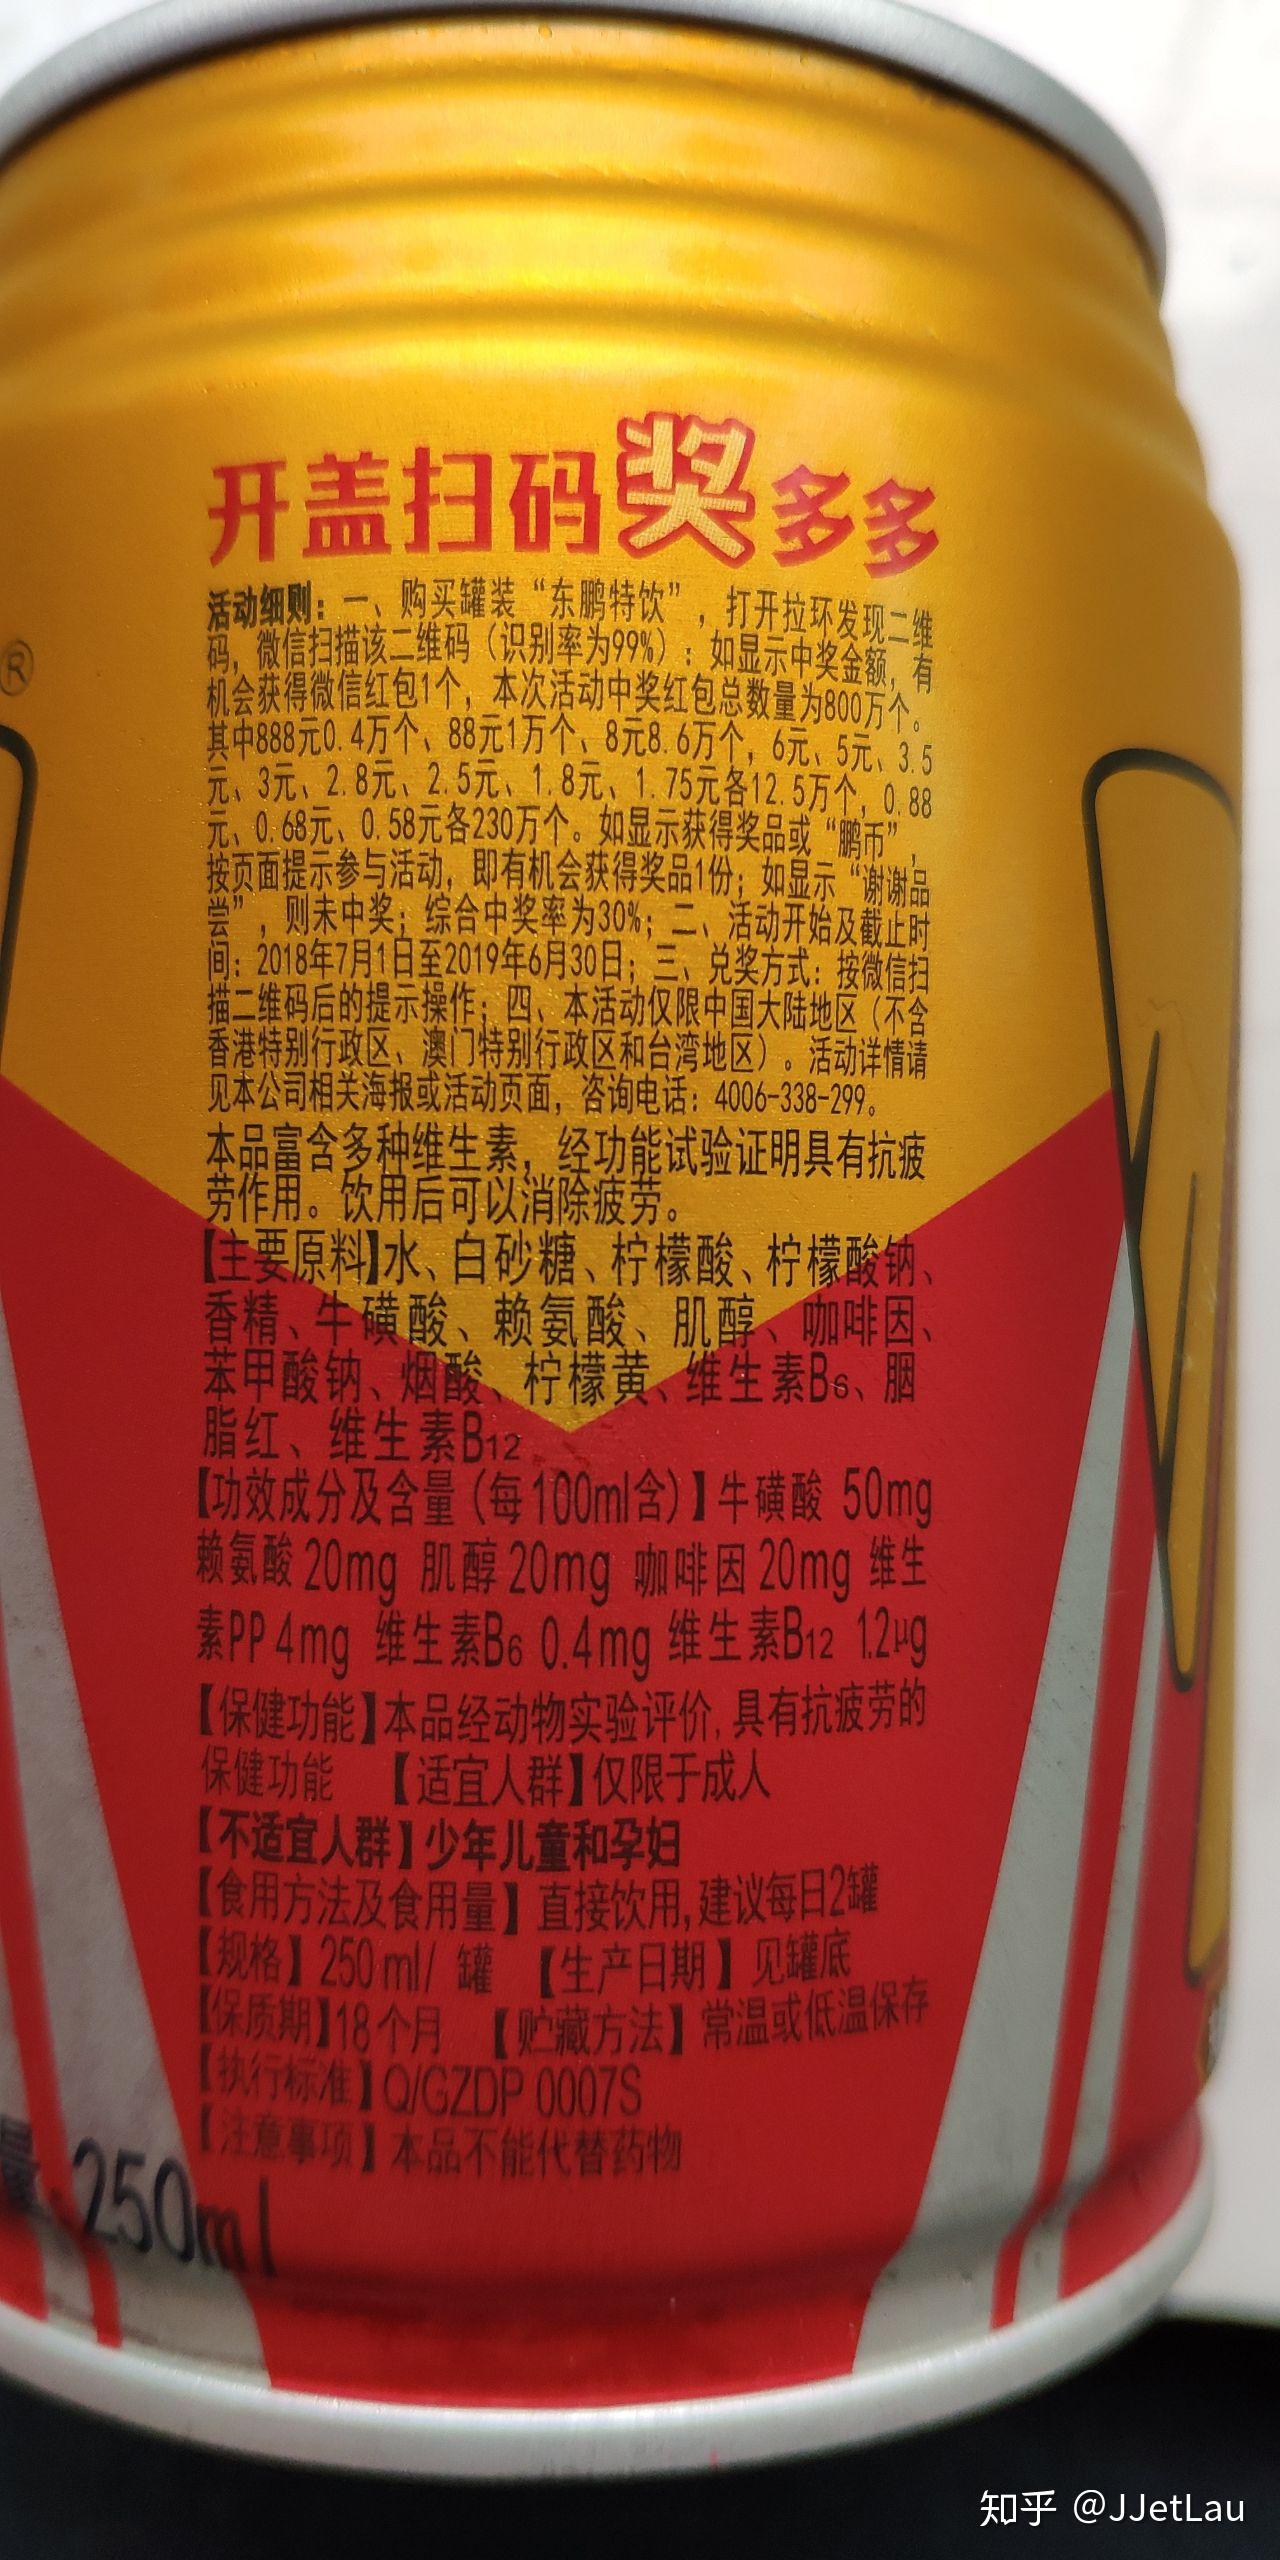 开盖扫码奖多多
活动细则：一、购买罐装“东鹏特饮”，打开拉环发现二维
码，微信扫描该二维码（识别率为99%）：如显示中奖金额，有
机会获得微信红包1个，本次活动中奖红包总数量为800万个。
其中888元0.4万个、88元1万个、8元8.6万个，6元、5元、3.5
元、3元、2.8元、2.5元、1.8元、1.75元各12.5万个，0.88
元、0.68元、0.58元各230万个。如显示获得奖品或“鹏币”，
按页面提示参与活动，即有机会获得奖品1份；如显示“谢谢品
尝”，则未中奖；综合中奖率为30%；二、活动开始及截止时
间：2018年7月1日至2019年6月30日；三、兑奖方式：按微信扫
描二维码后的提示操作；四、本活动仅限中国大陆地区（不含
香港特别行政区、澳门特别行政区和台湾地区）。活动详情请
见本公司相关海报或活动页面，咨询电话：4006-338-299。
本品富含多种维生素，经功能试验证明具有抗疲
劳作用。饮用后可以消除疲劳。
【主要原料】水、白砂糖、柠檬酸、柠檬酸钠、
香精、牛磺酸、赖氨酸、肌醇、咖啡因、
苯甲酸钠、烟酸、柠檬黄、维生素B₆、胭
脂红、维生素B₁₂
【功效成分及含量（每100ml含）】牛磺酸 50mg
赖氨酸 20mg 肌醇 20mg 咖啡因 20mg 维生
素PP 4mg 维生素B₆ 0.4mg 维生素B₁₂ 1.2μg
【保健功能】本品经动物实验评价，具有抗疲劳的
保健功能 【适宜人群】仅限于成人
【不适宜人群】少年儿童和孕妇
【食用方法及食用量】直接饮用，建议每日2罐
【规格】250ml/罐 【生产日期】见罐底
【保质期】18个月 【贮藏方法】常温或低温保存
【执行标准】Q/GZDP 0007S
【注意事项】本品不能代替药物
量 250ml
®
知乎 @JJetLau